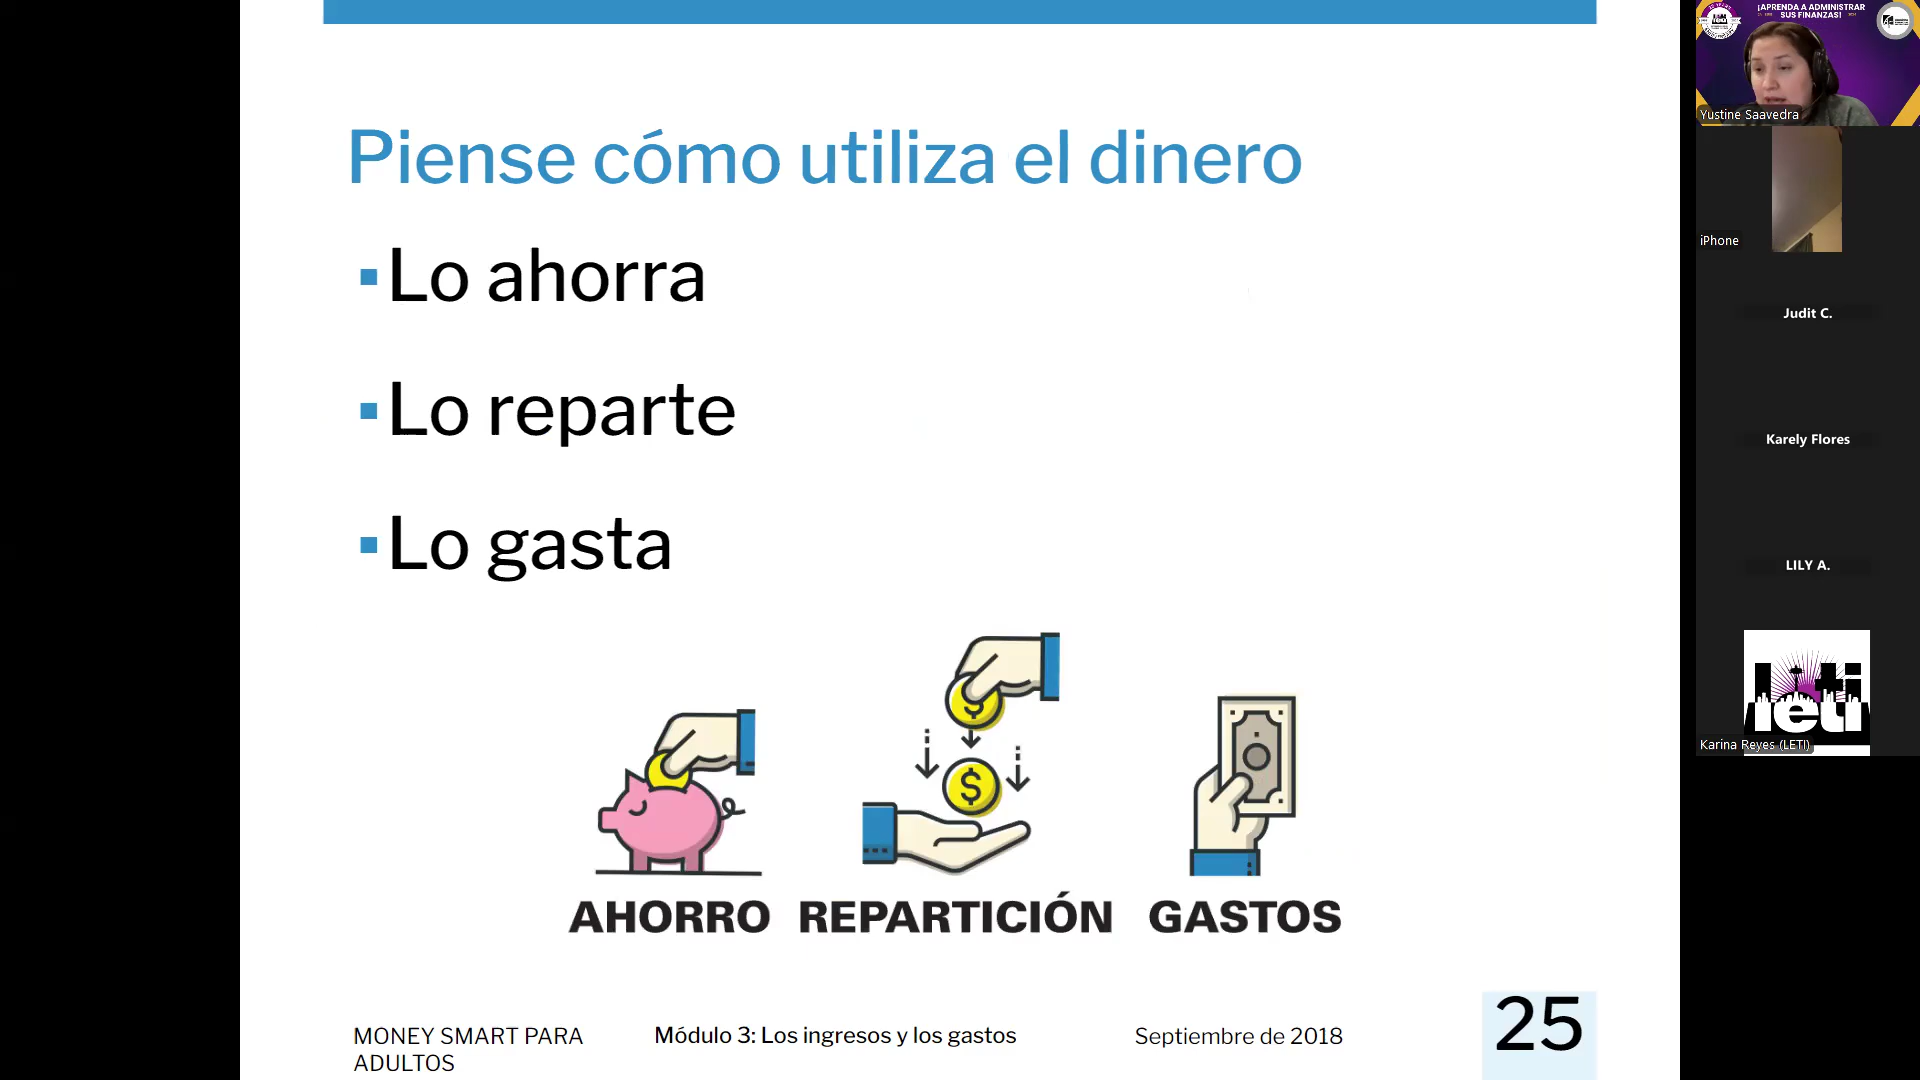 Piense cómo utiliza el dinero
▪Lo ahorra
▪Lo reparte
▪Lo gasta
AHORRO REPARTICIÓN GASTOS
MONEY SMART PARA
ADULTOS
Módulo 3: Los ingresos y los gastos
Septiembre de 2018
25
¡APRENDA A ADMINISTRAR
SUS FINANZAS!
Yustine Saavedra
iPhone
Judit C.
Karely Flores
LILY A.
leti
Karina Reyes (LETI)